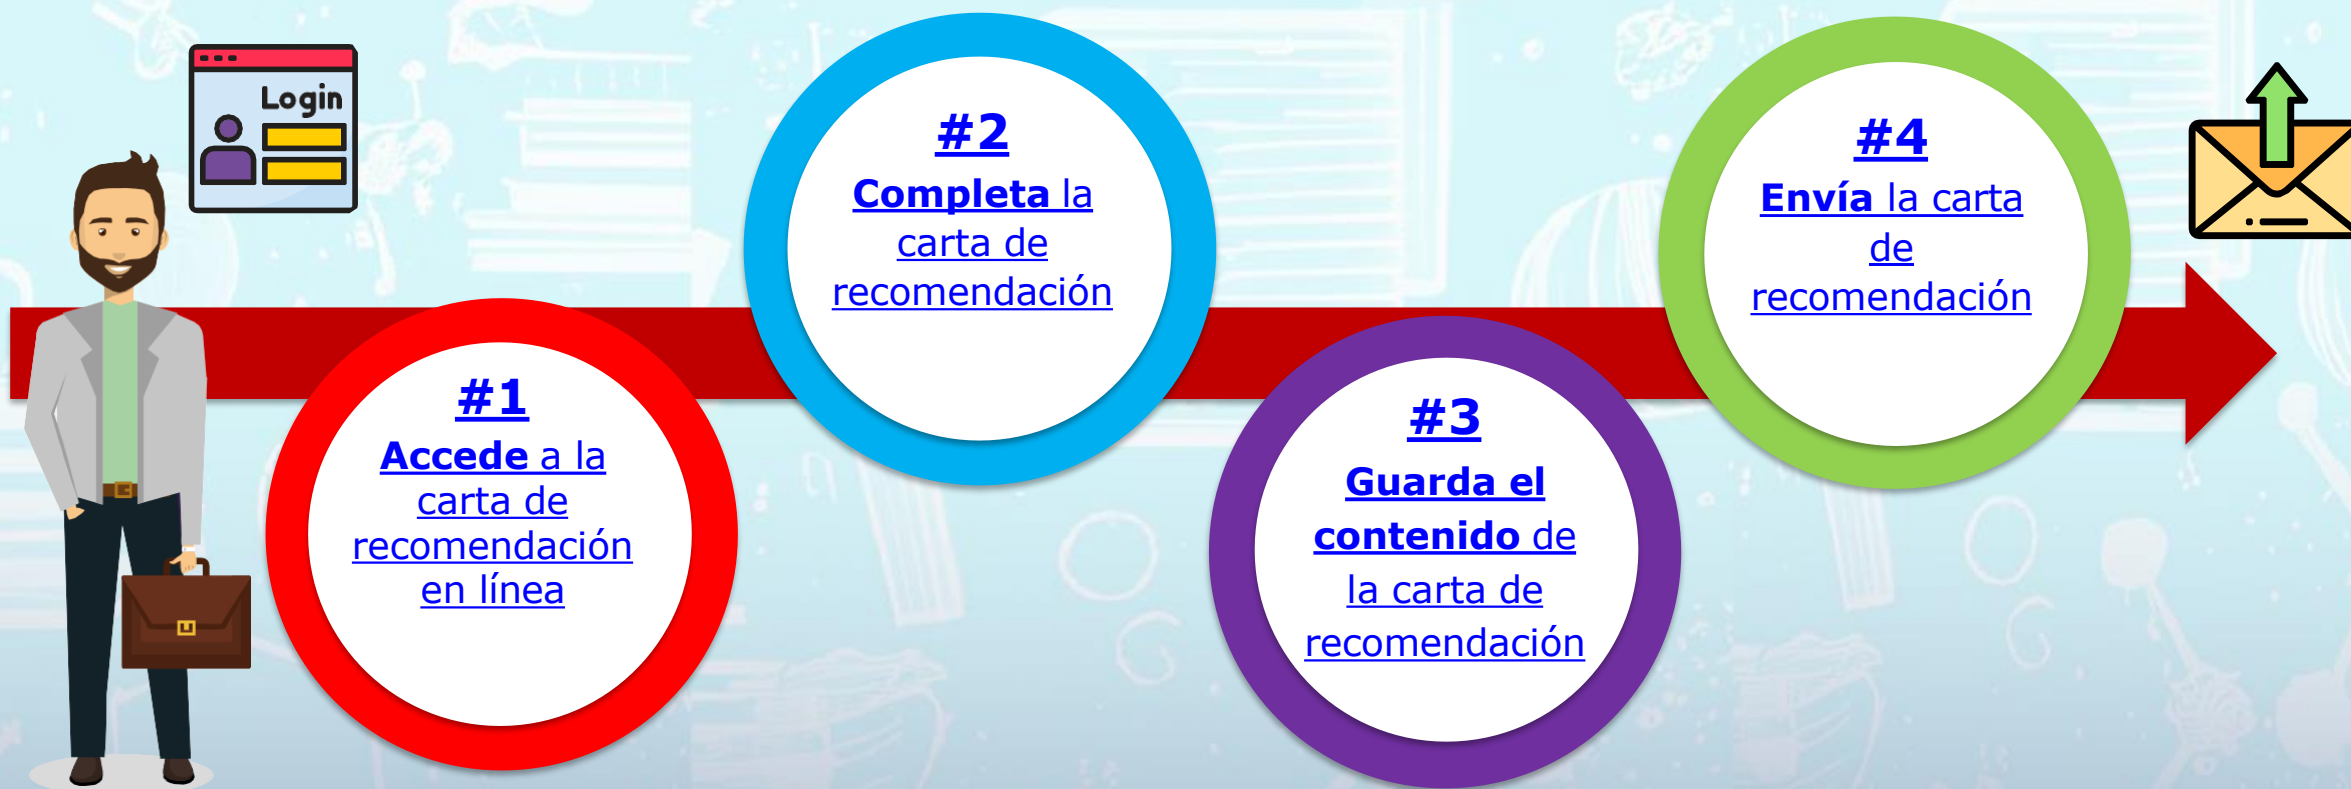 Login
#1
Accede a la
carta de
recomendación
en línea
#2
Completa la
carta de
recomendación
#3
Guarda el
contenido de
la carta de
recomendación
#4
Envía la carta
de
recomendación